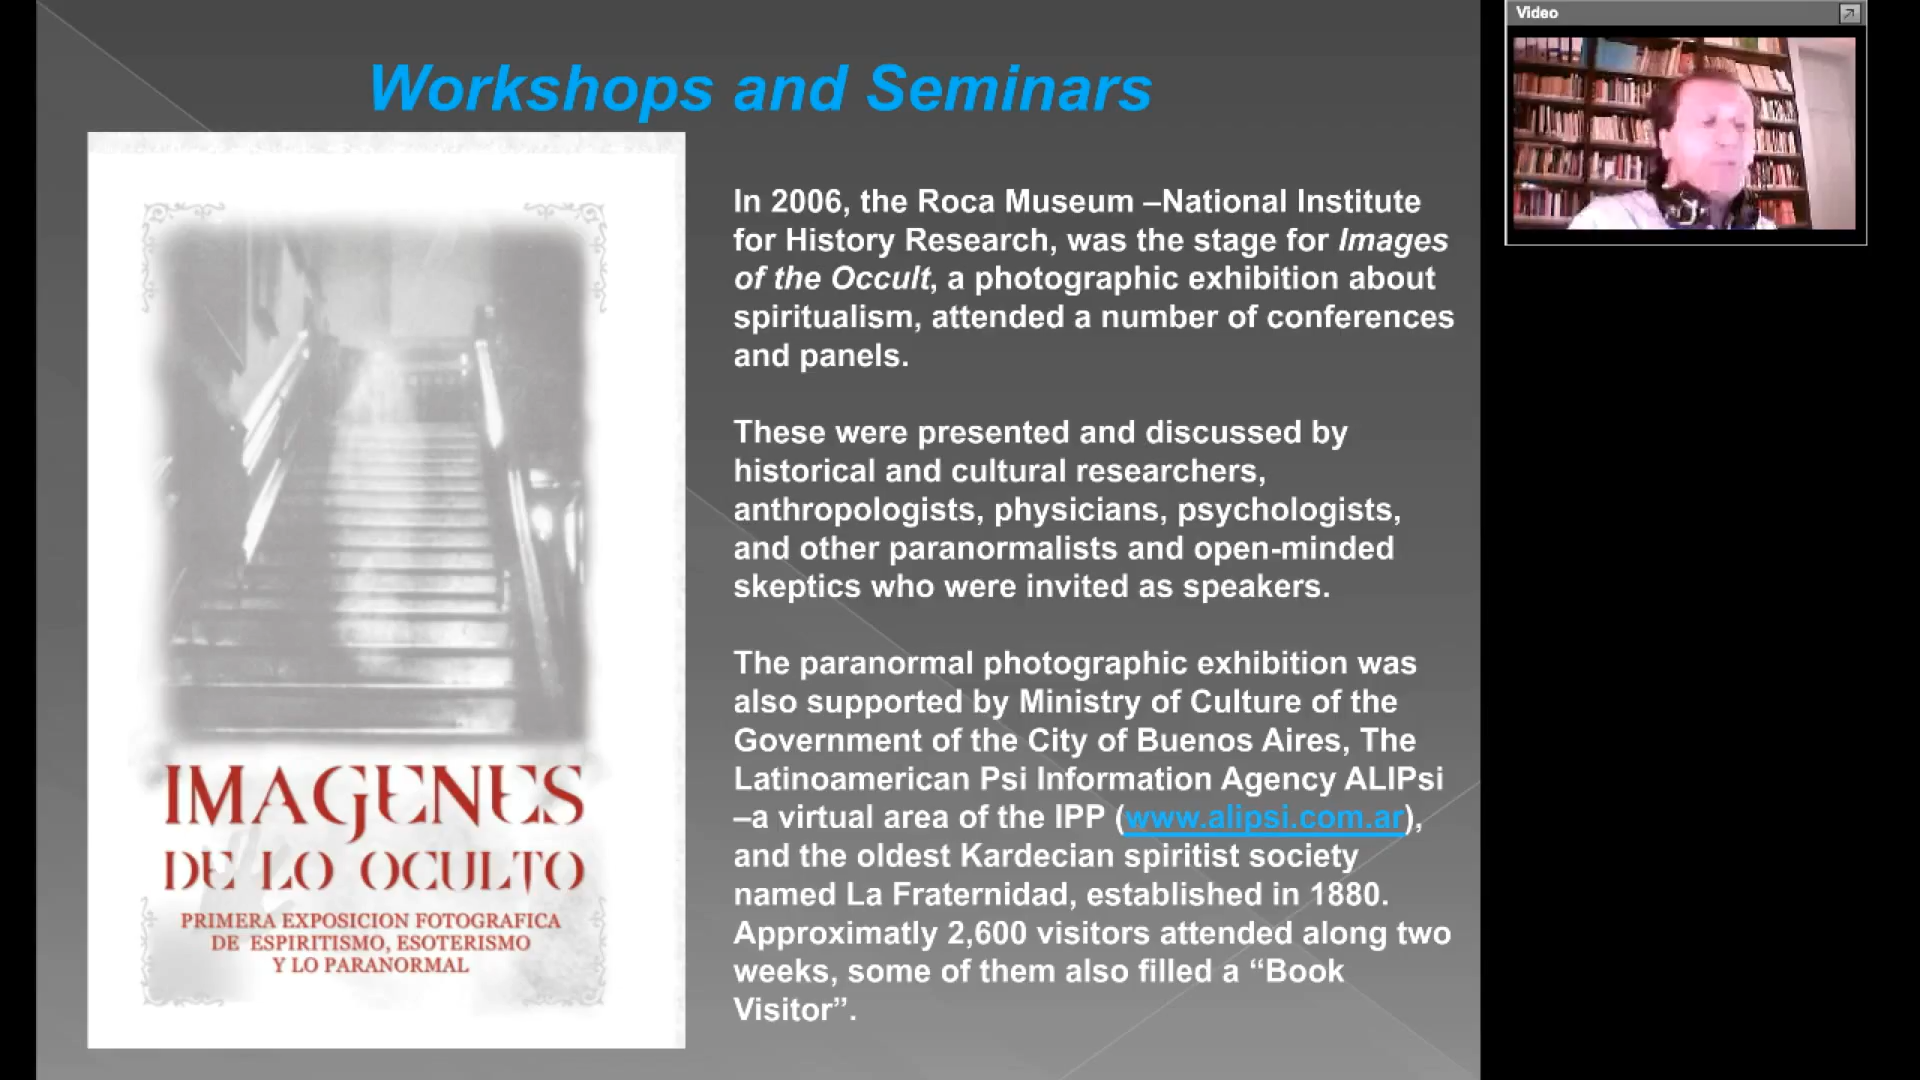 Video
Workshops and Seminars
In 2006, the Roca Museum –National Institute
for History Research, was the stage for Images
of the Occult, a photographic exhibition about
spiritualism, attended a number of conferences
and panels.
These were presented and discussed by
historical and cultural researchers,
anthropologists, physicians, psychologists,
and other paranormalists and open-minded
skeptics who were invited as speakers.
The paranormal photographic exhibition was
also supported by Ministry of Culture of the
Government of the City of Buenos Aires, The
Latinoamerican Psi Information Agency ALIPsi
–a virtual area of the IPP (www.alipsi.com.ar),
and the oldest Kardecian spiritist society
named La Fraternidad, established in 1880.
Approximatly 2,600 visitors attended along two
weeks, some of them also filled a “Book
Visitor”.
IMAGENES
DE LO OCULTO
PRIMERA EXPOSICION FOTOGRAFICA
DE ESPIRITISMO, ESOTERISMO
Y LO PARANORMAL